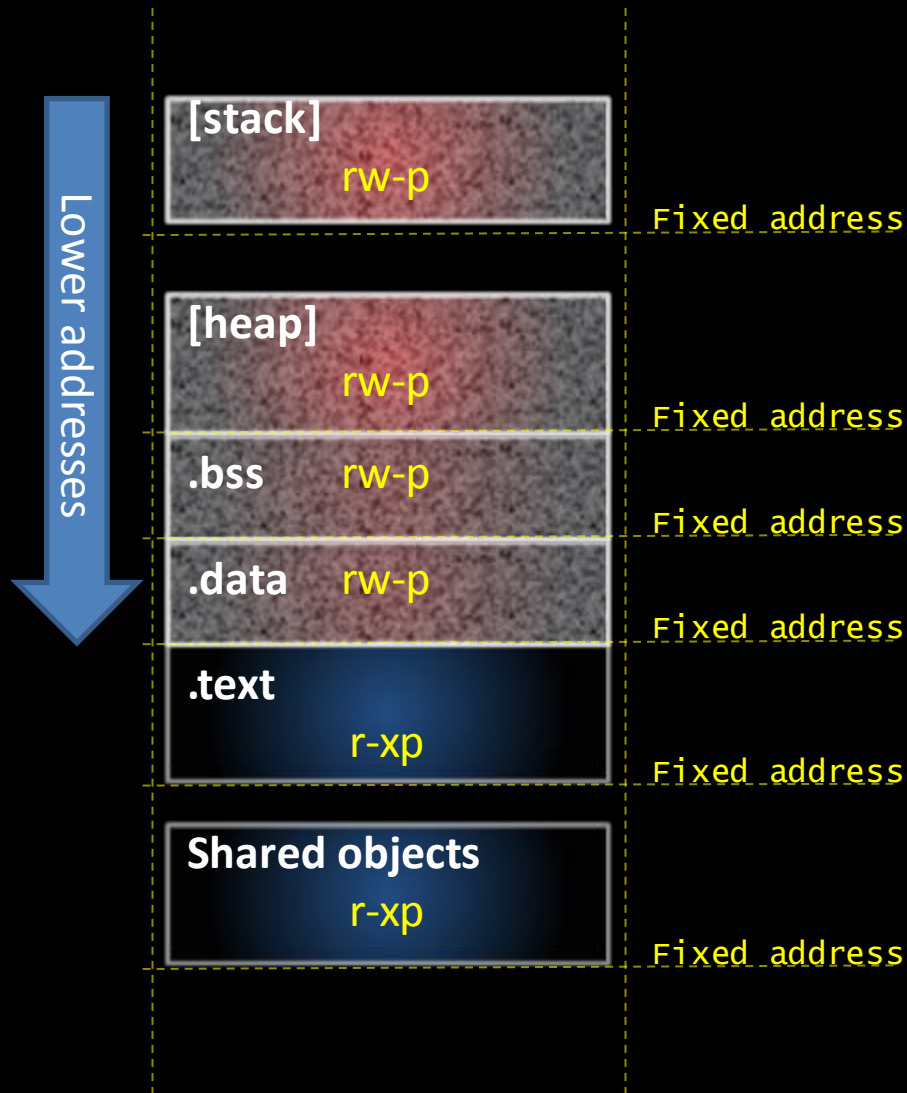 Lower addresses
[stack]
rw-p
Fixed address
[heap]
rw-p
Fixed address
.bss rw-p
Fixed address
.data rw-p
Fixed address
.text
r-xp
Fixed address
Shared objects
r-xp
Fixed address